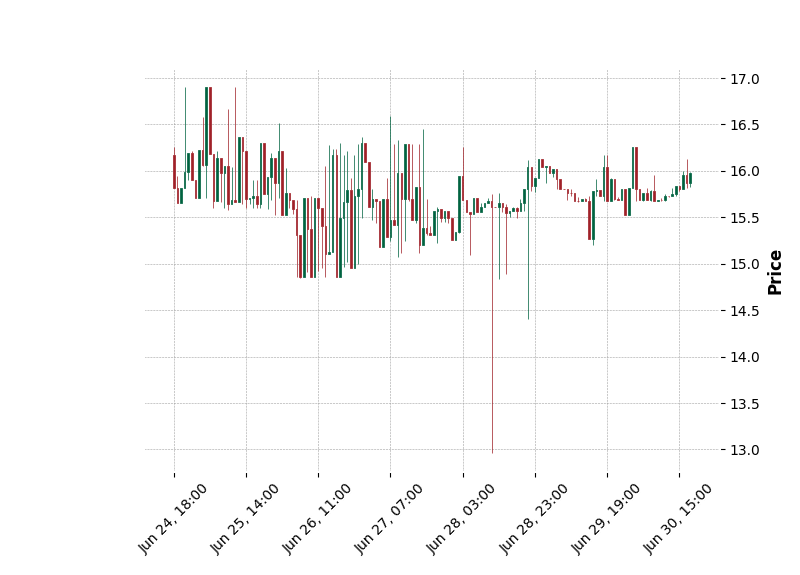 17.0
16.5
16.0
15.5
15.0
14.5
14.0
13.5
13.0
Price
Jun 24, 18:00
Jun 25, 14:00
Jun 26, 11:00
Jun 27, 07:00
Jun 28, 03:00
Jun 28, 23:00
Jun 29, 19:00
Jun 30, 15:00